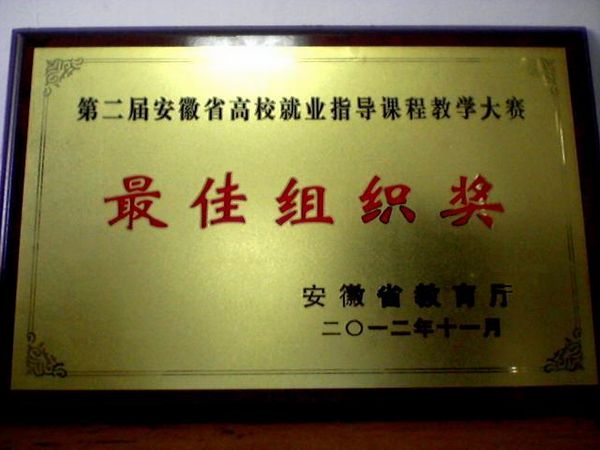 第二届安徽省高校就业指导课程教学大赛
最佳组织奖
安徽省教育厅
二〇一二年十一月